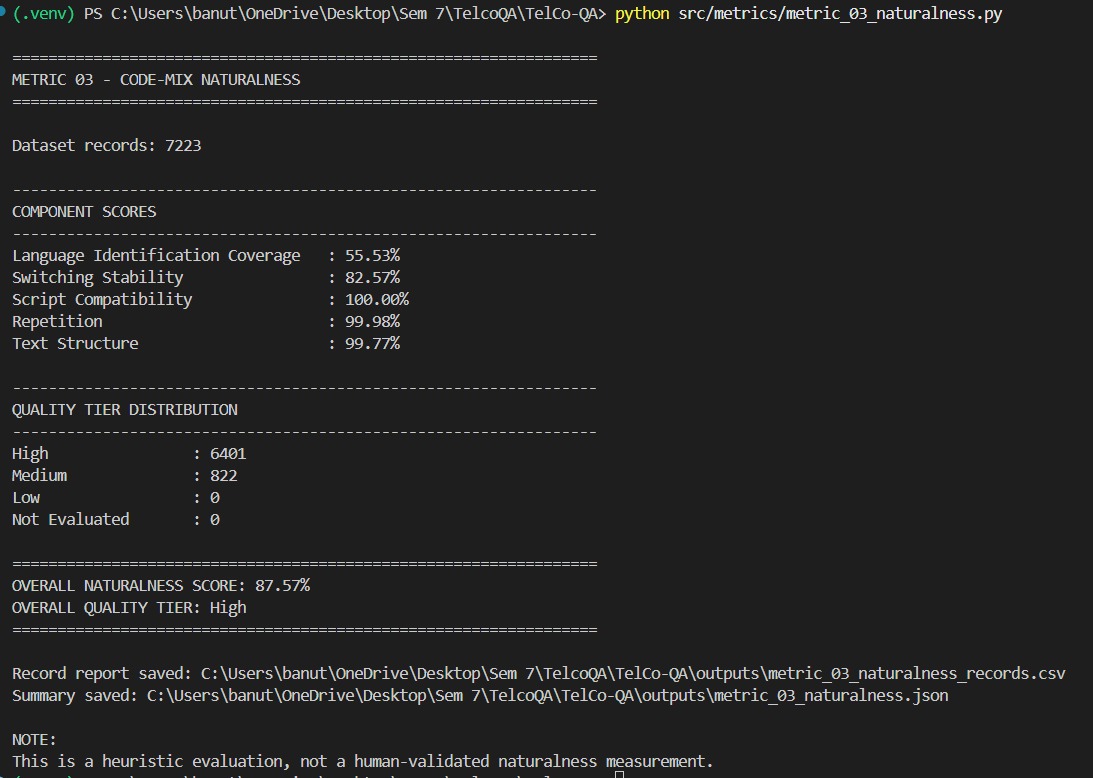 (.venv) PS C:\Users\banut\OneDrive\Desktop\Sem 7\TelcoQA\TelCo-QA> python src/metrics/metric_03_naturalness.py
=================================================================
METRIC 03 - CODE-MIX NATURALNESS
=================================================================
Dataset records: 7223
-----------------------------------------------------------------
COMPONENT SCORES
-----------------------------------------------------------------
Language Identification Coverage   : 55.53%
Switching Stability                : 82.57%
Script Compatibility               : 100.00%
Repetition                         : 99.98%
Text Structure                     : 99.77%
-----------------------------------------------------------------
QUALITY TIER DISTRIBUTION
-----------------------------------------------------------------
High                : 6401
Medium              : 822
Low                 : 0
Not Evaluated       : 0
=================================================================
OVERALL NATURALNESS SCORE: 87.57%
OVERALL QUALITY TIER: High
=================================================================
Record report saved: C:\Users\banut\OneDrive\Desktop\Sem 7\TelcoQA\TelCo-QA\outputs\metric_03_naturalness_records.csv
Summary saved: C:\Users\banut\OneDrive\Desktop\Sem 7\TelcoQA\TelCo-QA\outputs\metric_03_naturalness.json
NOTE:
This is a heuristic evaluation, not a human-validated naturalness measurement.